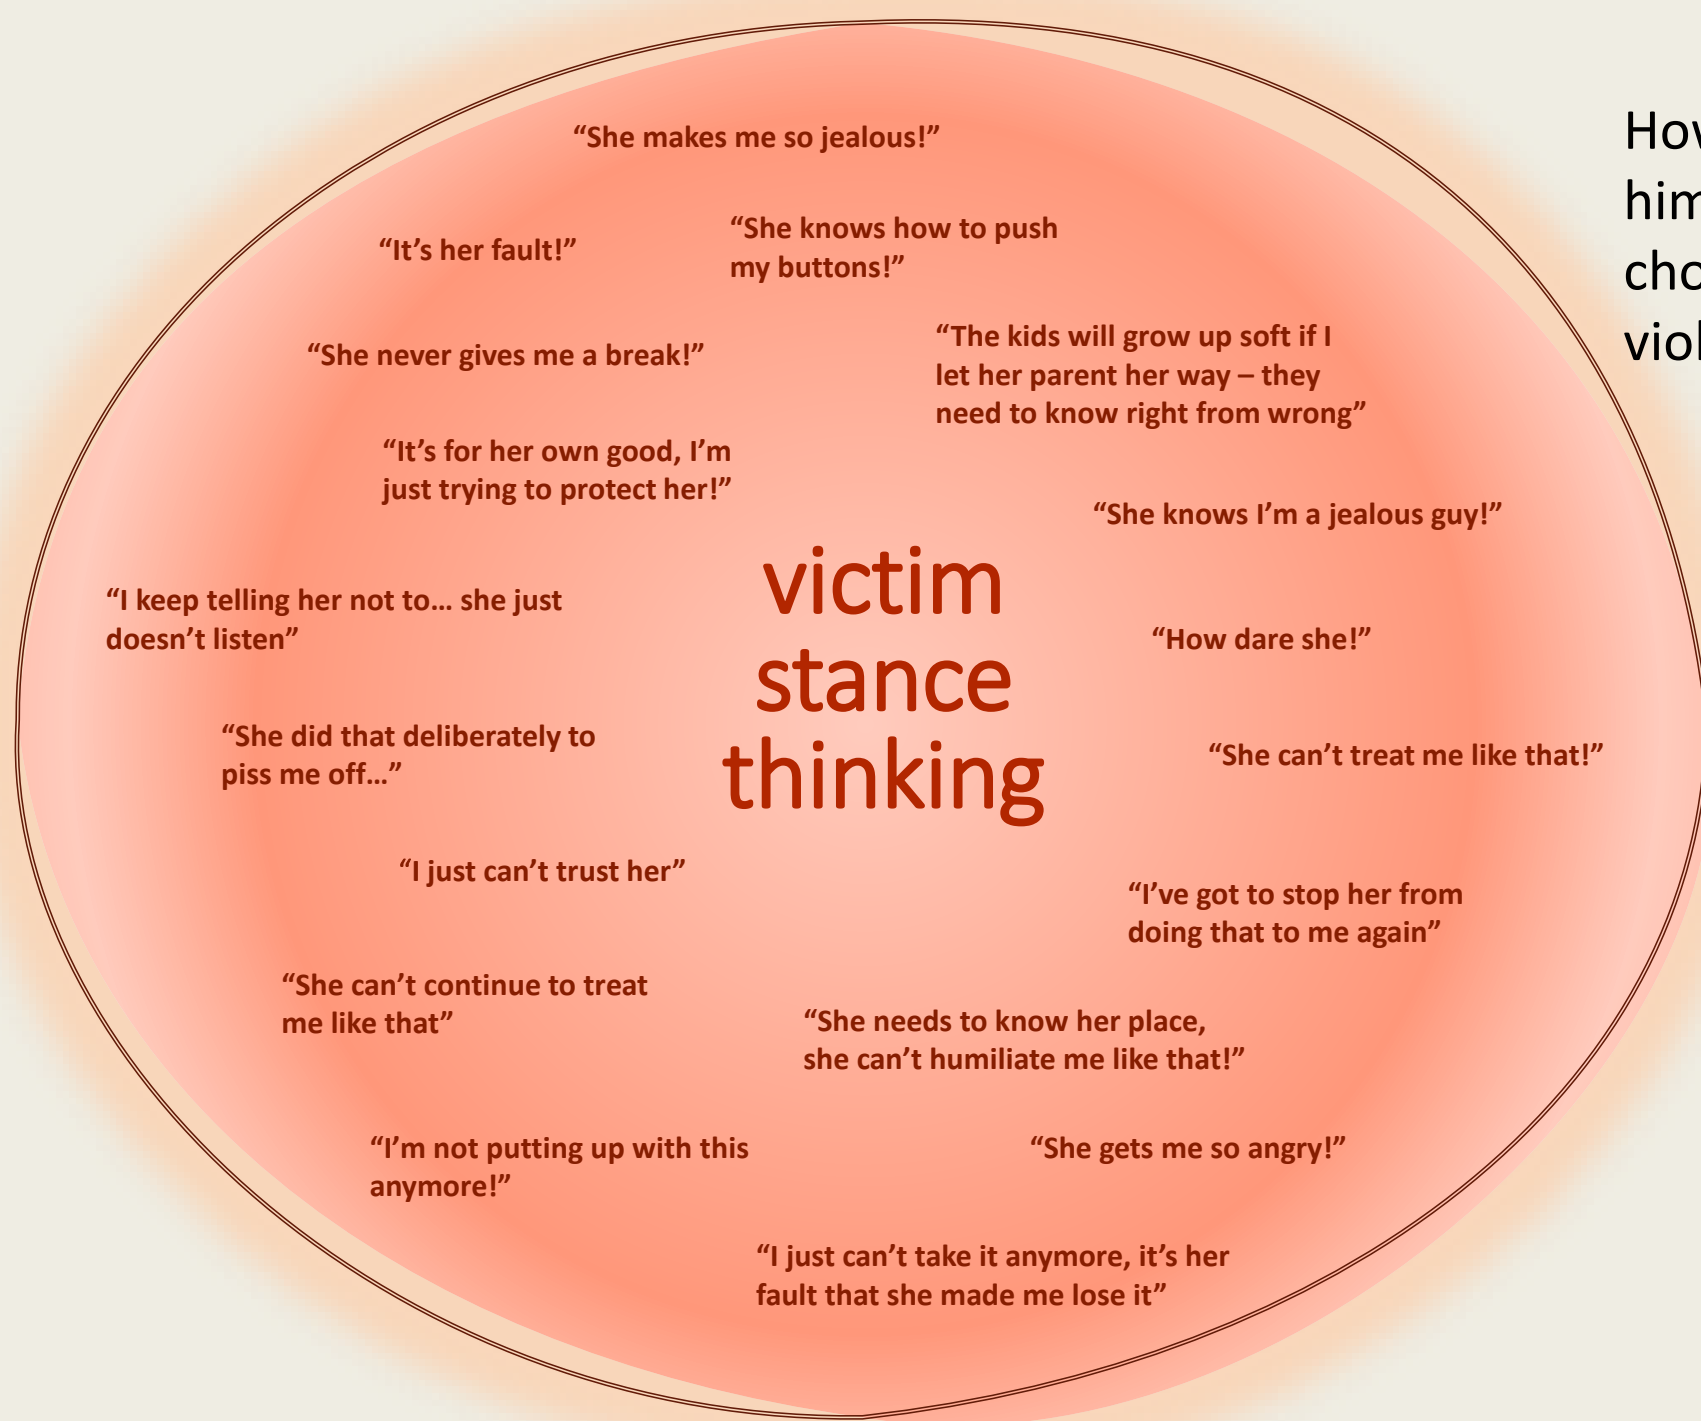 “She makes me so jealous!”
“It’s her fault!”
“She knows how to push
my buttons!”
“She never gives me a break!”
“The kids will grow up soft if I
let her parent her way – they
need to know right from wrong”
“It’s for her own good, I’m
just trying to protect her!”
“She knows I’m a jealous guy!”
victim
stance
thinking
“I keep telling her not to… she just
doesn’t listen”
“How dare she!”
“She did that deliberately to
piss me off…”
“She can’t treat me like that!”
“I just can’t trust her”
“I’ve got to stop her from
doing that to me again”
“She can’t continue to treat
me like that”
“She needs to know her place,
she can’t humiliate me like that!”
“I’m not putting up with this
anymore!”
“She gets me so angry!”
“I just can’t take it anymore, it’s her
fault that she made me lose it”